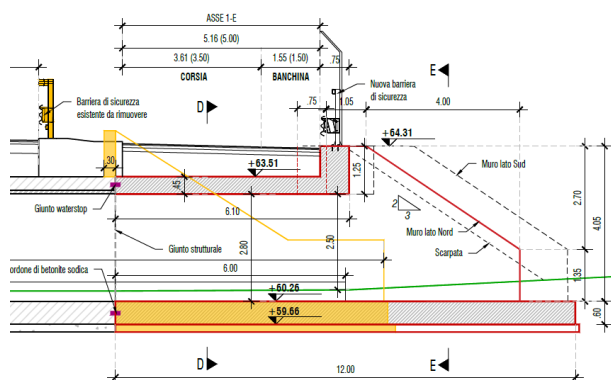 ASSE 1-E
5.16 (5.00)
3.61 (3.50)
1.55 (1.50)
.75
CORSIA
BANCHINA
D
E
Nuova barriera
di sicurezza
Barriera di sicurezza
esistente da rimuovere
.75
1.05
4.00
+64.31
Muro lato Sud
.30
+63.51
.45
1.25
2.70
4.05
Giunto waterstop
6.10
2
3
Muro lato Nord
Scarpata
Giunto strutturale
2.80
2.50
ordone di betonite sodica
6.00
1.35
+60.26
+59.66
.60
D
E
12.00